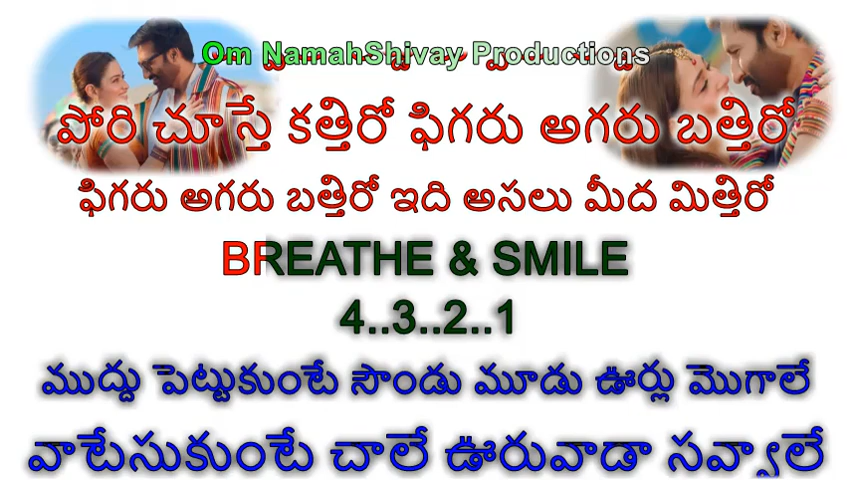 Om NamahShivay Productions
పోరి చూస్తే కత్తిరో ఫిగరు అగరు బత్తిరో
ఫిగరు అగరు బత్తిరో ఇది అసలు మీద మిత్తిరో
BREATHE & SMILE
4..3..2..1
ముద్దు పెట్టుకుంటే సౌండు మూడు ఊర్లు మొగాలే
వాటేసుకుంటే చాలే ఊరువాడా సవ్వాలే